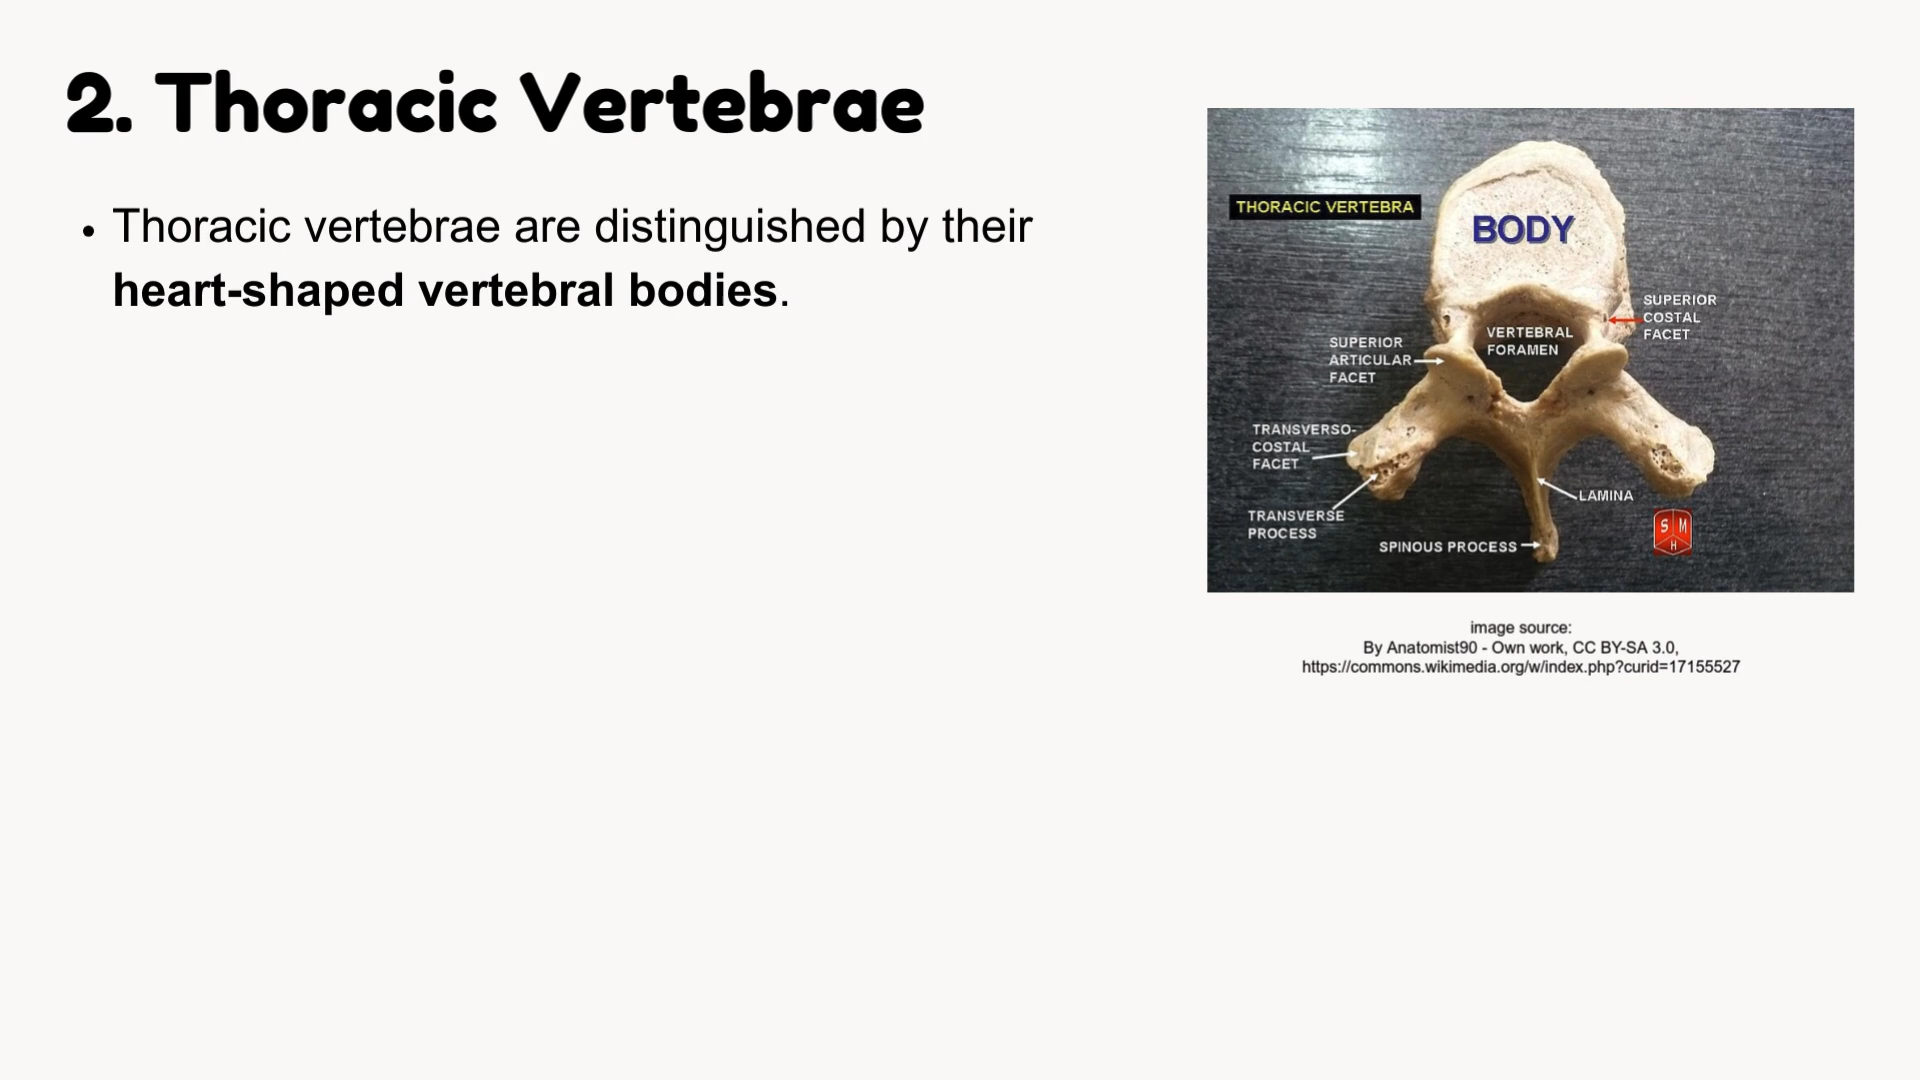 2. Thoracic Vertebrae
• Thoracic vertebrae are distinguished by their
heart-shaped vertebral bodies.
THORACIC VERTEBRA
BODY
SUPERIOR
COSTAL
FACET
VERTEBRAL
FORAMEN
SUPERIOR
ARTICULAR
FACET
TRANSVERSO-
COSTAL
FACET
LAMINA
TRANSVERSE
PROCESS
SPINOUS PROCESS
S M
H
image source:
By Anatomist90 - Own work, CC BY-SA 3.0,
https://commons.wikimedia.org/w/index.php?curid=17155527